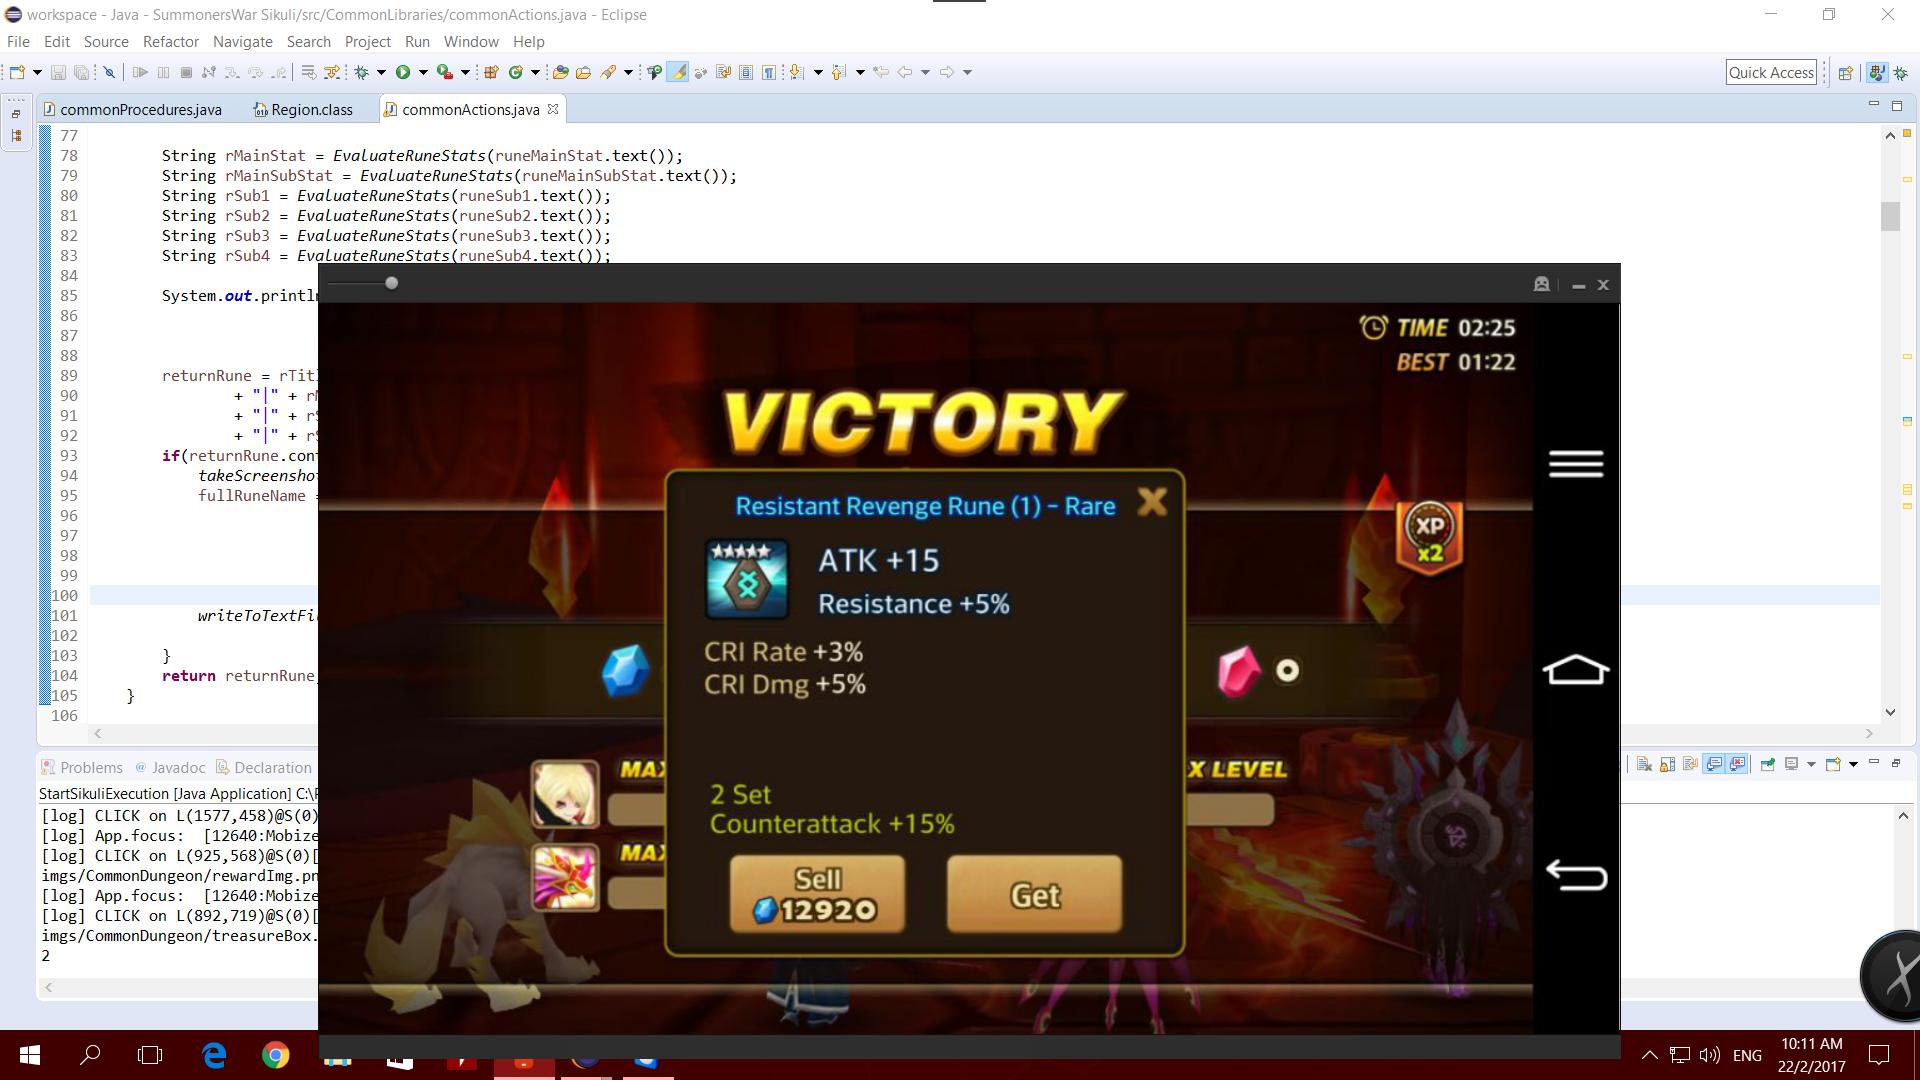 workspace - Java - SummonersWar Sikuli/src/CommonLibraries/commonActions.java - Eclipse
File Edit Source Refactor Navigate Search Project Run Window Help
Quick Access
commonProcedures.java Region.class commonActions.java
77
78 String rMainStat = EvaluateRuneStats(runeMainStat.text());
79 String rMainSubStat = EvaluateRuneStats(runeMainSubStat.text());
80 String rSub1 = EvaluateRuneStats(runeSub1.text());
81 String rSub2 = EvaluateRuneStats(runeSub2.text());
82 String rSub3 = EvaluateRuneStats(runeSub3.text());
83 String rSub4 = EvaluateRuneStats(runeSub4.text());
84
85 System.out.println
86
87
88
89 returnRune = rTitl
90 + "|" + rM
91 + "|" + rS
92 + "|" + rS
93 if(returnRune.cont
94 takeScreenshot
95 fullRuneName =
96
97
98
99
100
101 writeToTextFil
102
103 }
104 return returnRune;
105 }
106
TIME 02:25
BEST 01:22
VICTORY
Resistant Revenge Rune (1) - Rare
ATK +15
Resistance +5%
CRI Rate +3%
CRI Dmg +5%
XP
x2
0
2 Set
Counterattack +15%
Sell
12920
Get
MAX
X LEVEL
MAX
Problems Javadoc Declaration
StartSikuliExecution [Java Application] C:\P
[log] CLICK on L(1577,458)@S(0)
[log] App.focus: [12640:Mobize
[log] CLICK on L(925,568)@S(0)[
imgs/CommonDungeon/rewardImg.pn
[log] App.focus: [12640:Mobize
[log] CLICK on L(892,719)@S(0)[
imgs/CommonDungeon/treasureBox.
2
ENG
10:11 AM
22/2/2017